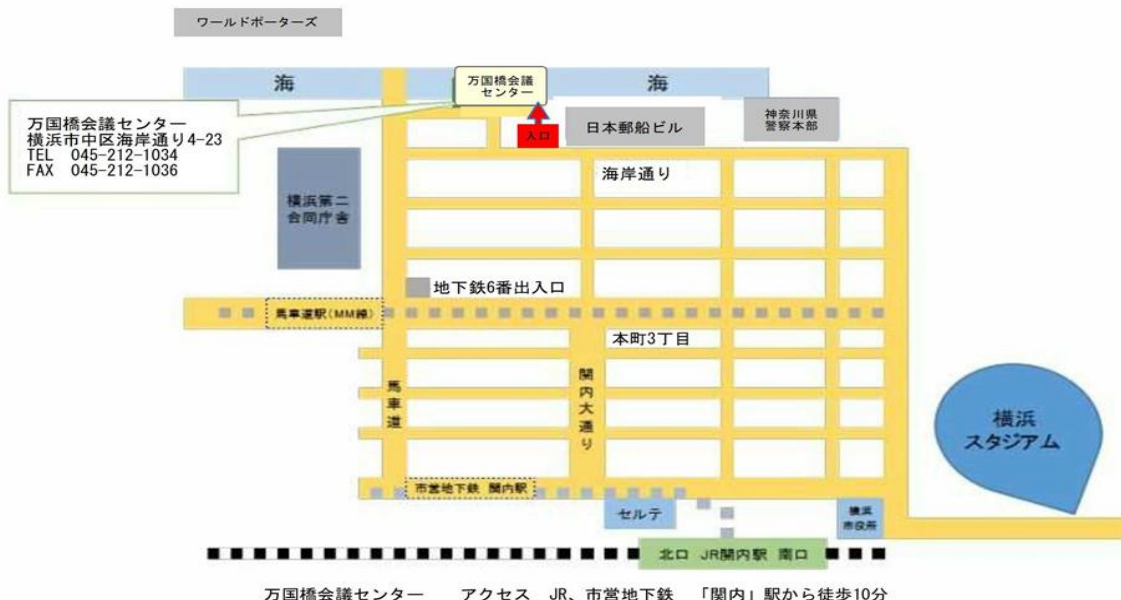 ワールドポーターズ
海
万国橋会議
センター
海
万国橋会議センター
横浜市中区海岸通り4-23
TEL 045-212-1034
FAX 045-212-1036
入口
日本郵船ビル
神奈川県
警察本部
海岸通り
横浜第二
合同庁舎
地下鉄6番出入口
馬車道駅(MM線)
本町3丁目
馬車道
関内大通り
横浜
スタジアム
市営地下鉄 関内駅
セルテ
横浜
市役所
北口 JR関内駅 南口
万国橋会議センター アクセス JR、市営地下鉄 「関内」駅から徒歩10分